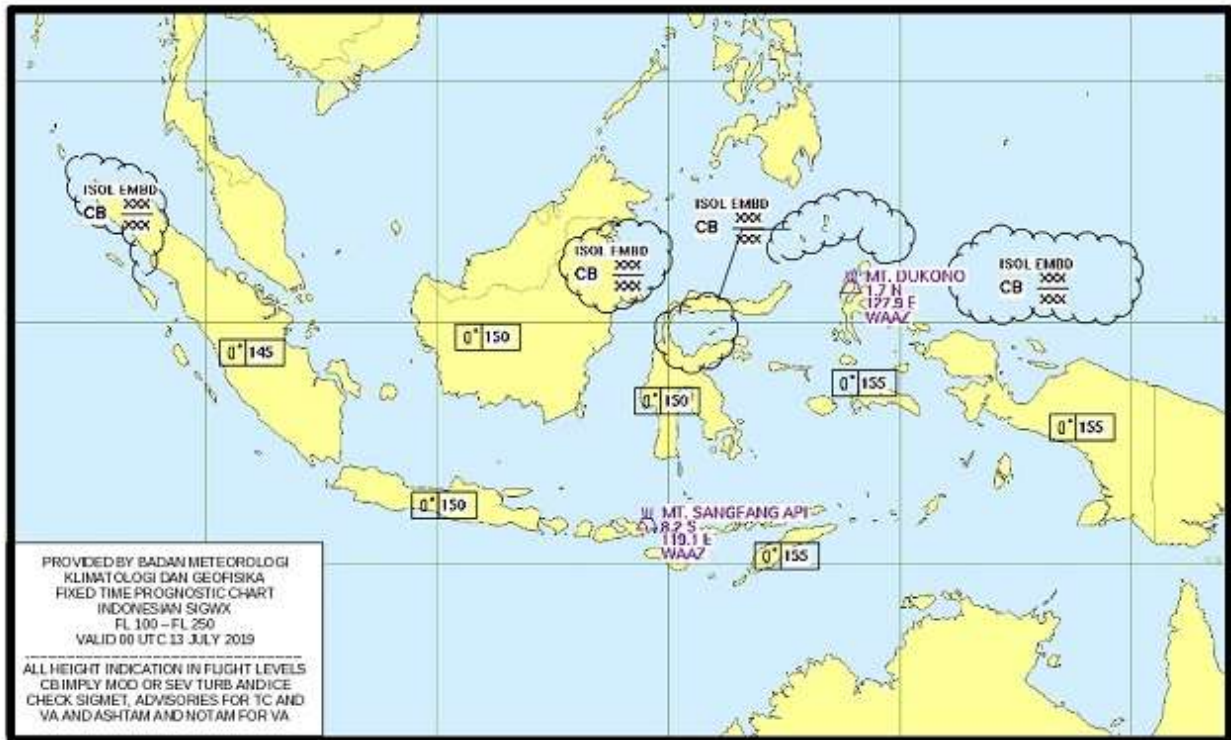 ISOL EMBD
CB XXX
XXX
ISOL EMBD
CB XXX
XXX
ISOL EMBD
CB XXX
XXX
ISOL EMBD
CB XXX
XXX
MT. DUKONO
1.7 N
127.9 E
WAAZ
0° 145
0° 150
0° 150
0° 155
0° 155
0° 150
MT. SANGEANG API
8.2 S
119.1 E
WAAZ
0° 155
PROVIDED BY BADAN METEOROLOGI
KLIMATOLOGI DAN GEOFISIKA
FIXED TIME PROGNOSTIC CHART
INDONESIAN SIGWX
FL 100 – FL 250
VALID 00 UTC 13 JULY 2019
ALL HEIGHT INDICATION IN FLIGHT LEVELS
CB IMPLY MOD OR SEV TURB AND ICE
CHECK SIGMET, ADVISORIES FOR TC AND
VA AND ASHTAM AND NOTAM FOR VA